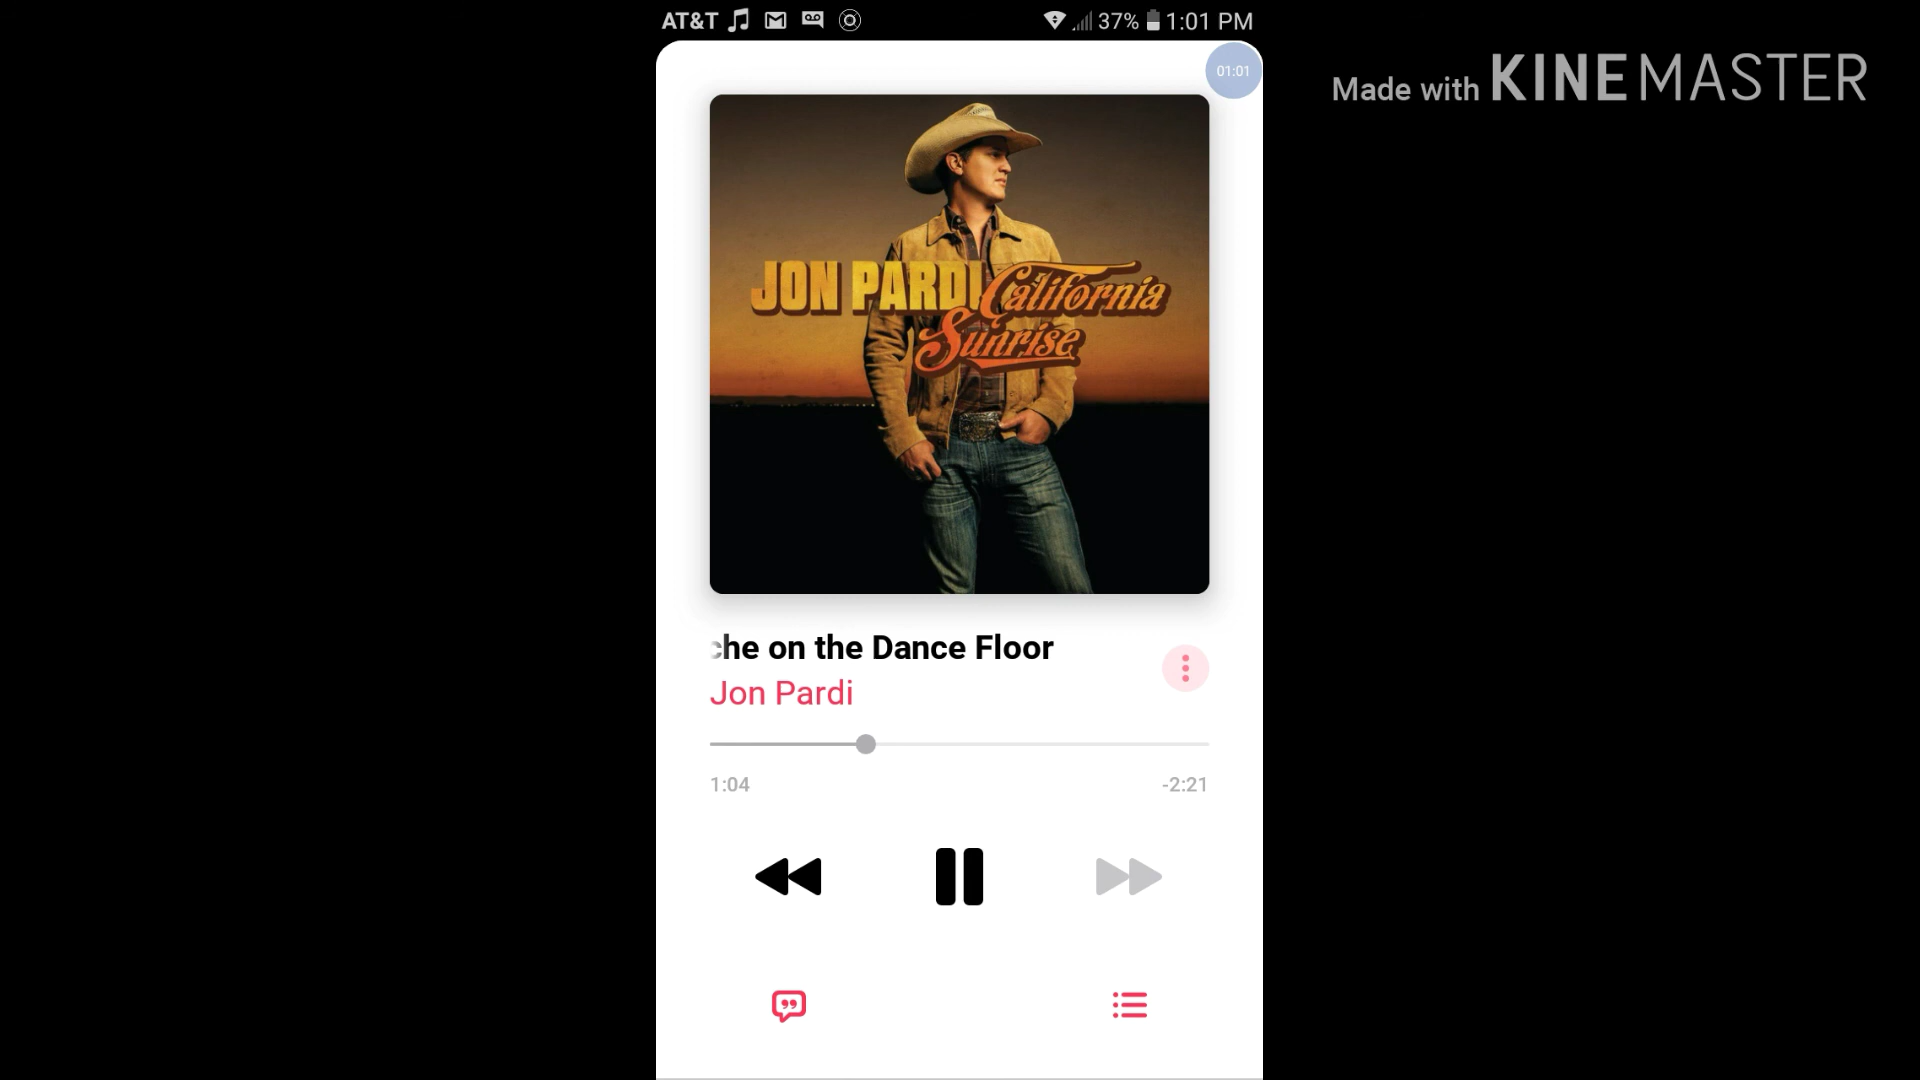 AT&T 37% 1:01 PM
01:01
Made with KINEMASTER
JON PARDI California
Sunrise
che on the Dance Floor
Jon Pardi
1:04 -2:21